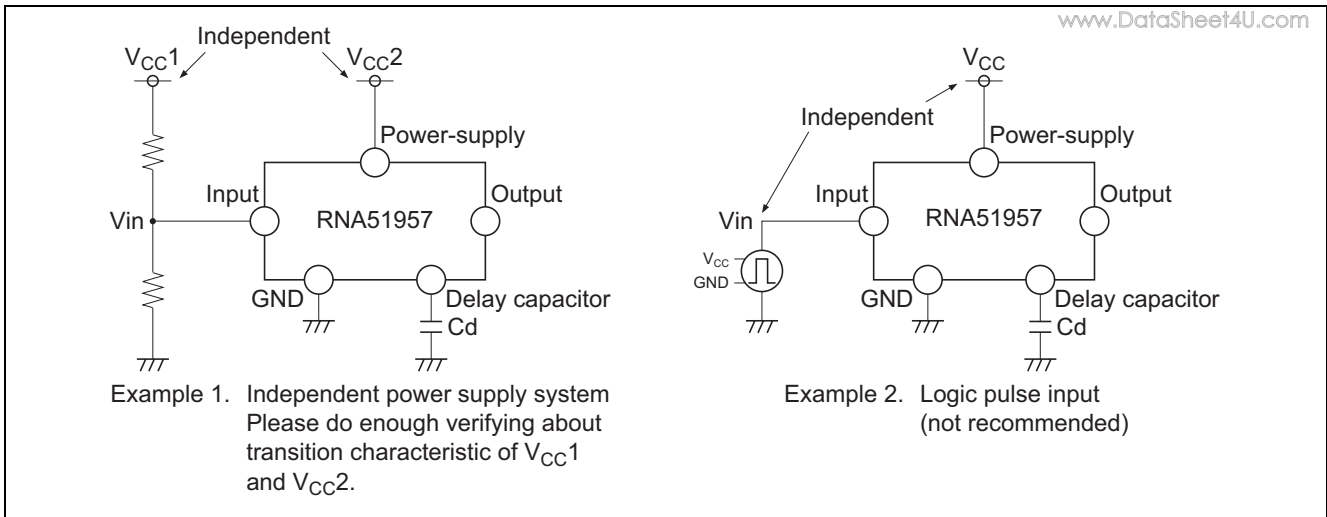 www.DataSheet4U.com
Independent
VCC1
VCC2
Power-supply
Input
Output
Vin
RNA51957
GND
Delay capacitor
Cd
Example 1. Independent power supply system
Please do enough verifying about
transition characteristic of VCC1
and VCC2.
VCC
Independent
Power-supply
Input
Output
Vin
RNA51957
VCC
GND
GND
Delay capacitor
Cd
Example 2. Logic pulse input
(not recommended)